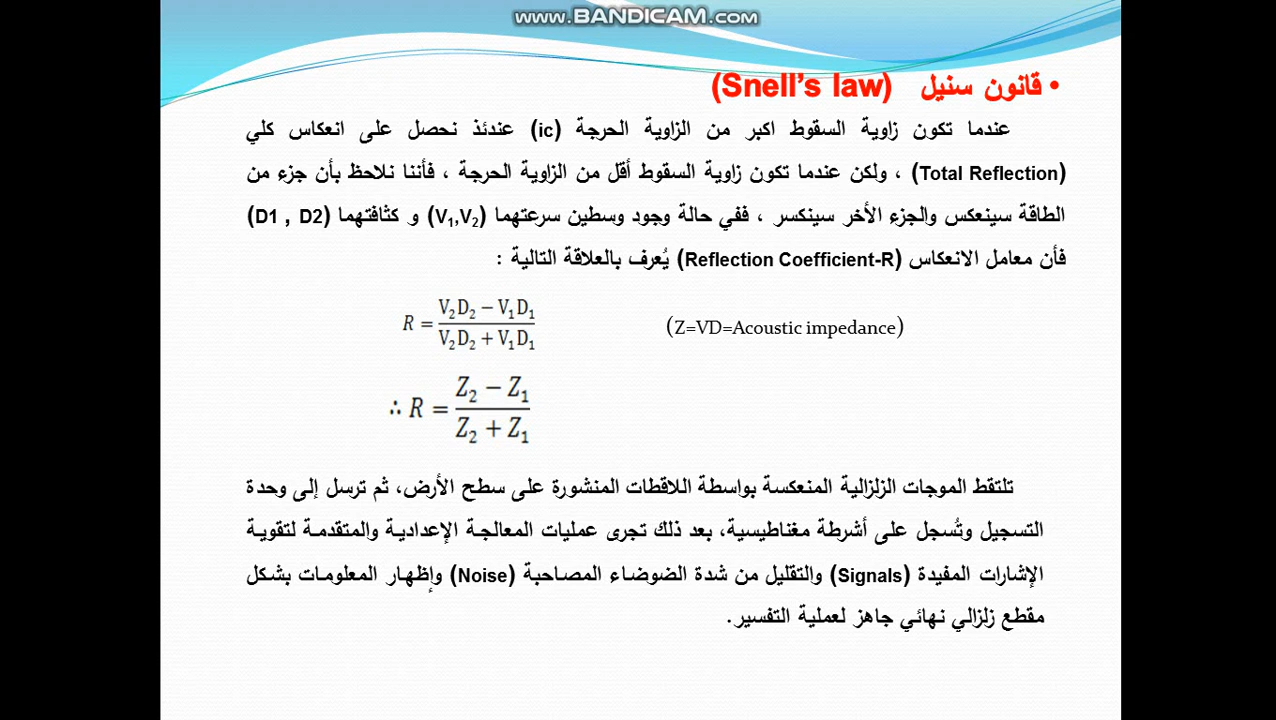 www.BANDICAM.com
• قانون سنيل (Snell’s law)
عندما تكون زاوية السقوط اكبر من الزاوية الحرجة (ic) عندئذ نحصل على انعكاس كلي
(Total Reflection) ، ولكن عندما تكون زاوية السقوط أقل من الزاوية الحرجة ، فأننا نلاحظ بأن جزء من
الطاقة سينعكس والجزء الأخر سينكسر ، ففي حالة وجود وسطين سرعتهما (V₁,V₂) و كثافتهما (D1 , D2)
فأن معامل الانعكاس (Reflection Coefficient-R) يُعرف بالعلاقة التالية :
R = (V₂D₂ − V₁D₁) / (V₂D₂ + V₁D₁) (Z=VD=Acoustic impedance)
∴ R = (Z₂ − Z₁) / (Z₂ + Z₁)
تلتقط الموجات الزلزالية المنعكسة بواسطة اللاقطات المنشورة على سطح الأرض، ثم ترسل إلى وحدة
التسجيل وتُسجل على أشرطة مغناطيسية، بعد ذلك تجرى عمليات المعالجة الإعدادية والمتقدمة لتقوية
الإشارات المفيدة (Signals) والتقليل من شدة الضوضاء المصاحبة (Noise) وإظهار المعلومات بشكل
مقطع زلزالي نهائي جاهز لعملية التفسير.